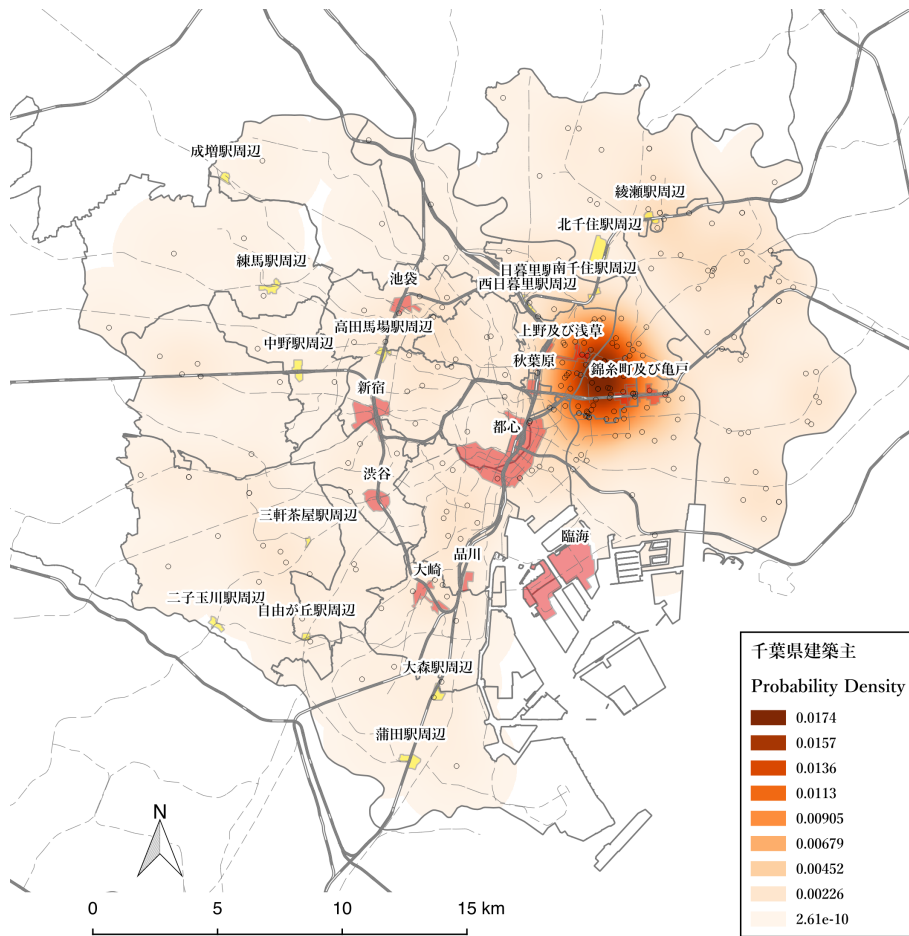 成増駅周辺
綾瀬駅周辺
北千住駅周辺
練馬駅周辺
池袋
日暮里駅
南千住駅周辺
西日暮里駅周辺
高田馬場駅周辺
上野及び浅草
中野駅周辺
秋葉原
錦糸町及び亀戸
新宿
都心
渋谷
三軒茶屋駅周辺
臨海
品川
大崎
二子玉川駅周辺
自由が丘駅周辺
大森駅周辺
蒲田駅周辺
千葉県建築主
Probability Density
0.0174
0.0157
0.0136
0.0113
0.00905
0.00679
0.00452
0.00226
2.61e-10
N
0 5 10 15 km